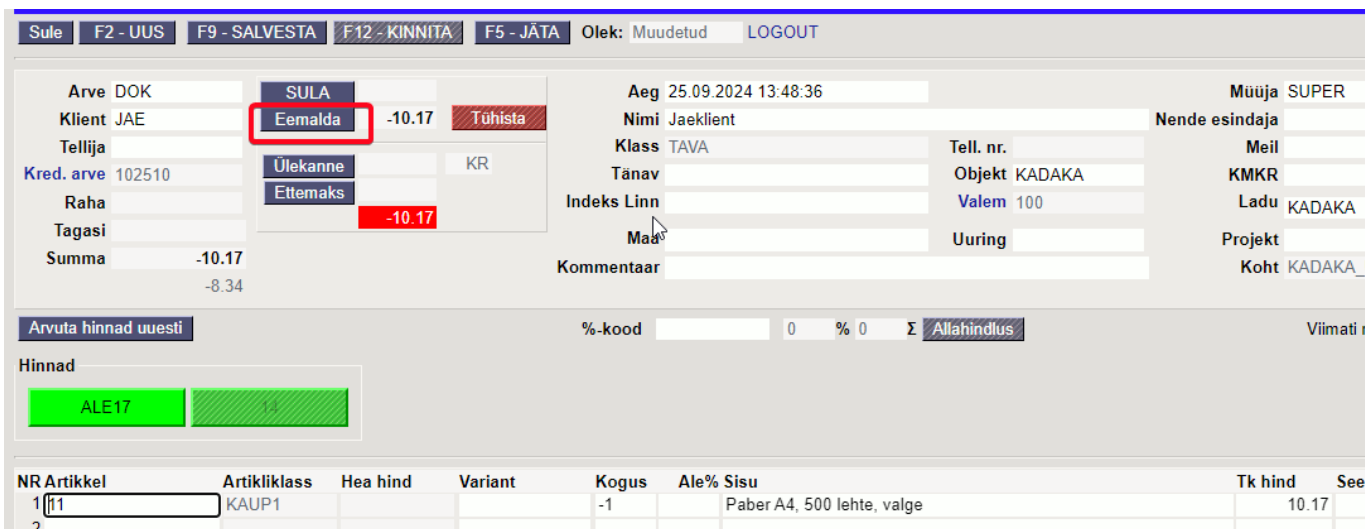 Sule F2 - UUS F9 - SALVESTA F12 - KINNITA F5 - JÄTA Olek: Muudetud LOGOUT
Arve DOK SULA Aeg 25.09.2024 13:48:36 Müüja SUPER
Klient JAE Eemalda -10.17 Tühista Nimi Jaeklient Nende esindaja
Tellija Klass TAVA Tell. nr. Meil
Kred. arve 102510 Ülekanne KR Tänav Objekt KADAKA KMKR
Raha Ettemaks Indeks Linn Valem 100 Ladu KADAKA
Tagasi -10.17 Maa Uuring Projekt
Summa -10.17 Kommentaar Koht KADAKA_
-8.34
Arvuta hinnad uuesti %-kood 0 % 0 Σ Allahindlus Viimati
Hinnad
ALE17 14
NR Artikkel Artikliklass Hea hind Variant Kogus Ale% Sisu Tk hind See
1 11 KAUP1 -1 Paber A4, 500 lehte, valge 10.17
2